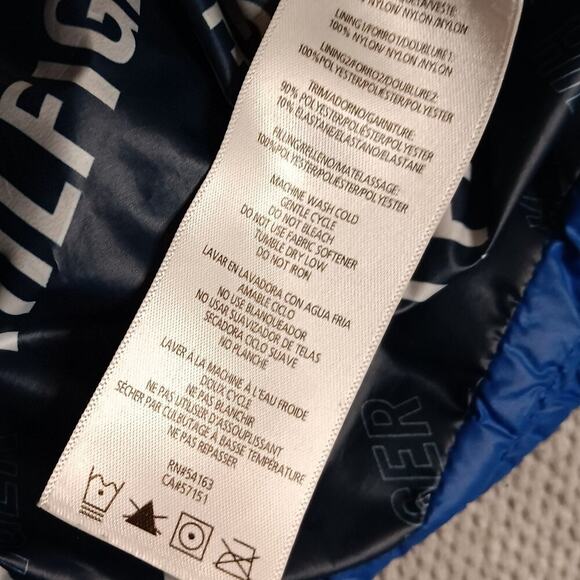 HILFIG
/VESTE:
NYLON/NYLON/NYLON
LINING1/FORRO1/DOUBLURE1:
100% NYLON/NYLON/NYLON
LINING2/FORRO2/DOUBLURE2:
100% POLYESTER/POLIÉSTER/POLYESTER
TRIM/ADORNO/GARNITURE:
90% POLYESTER/POLIÉSTER/POLYESTER
10% ELASTANE/ELASTANO/ELASTANE
FILLING/RELLENO/MATELASSAGE:
100%POLYESTER/POLIÉSTER/POLYESTER
MACHINE WASH COLD
GENTLE CYCLE
DO NOT BLEACH
DO NOT USE FABRIC SOFTENER
TUMBLE DRY LOW
DO NOT IRON
LAVAR EN LAVADORA CON AGUA FRIA
AMABLE CICLO
NO USE BLANQUEADOR
NO USAR SUAVIZADOR DE TELAS
SECADORA CICLO SUAVE
NO PLANCHE
LAVER À LA MACHINE À L'EAU FROIDE
DOUX CYCLE
NE PAS BLANCHIR
NE PAS UTILISER D'ASSOUPLISSANT
SÉCHER PAR CULBUTAGE À BASSE TEMPÉRATURE
NE PAS REPASSER
RN#54163
CA#57151
GER